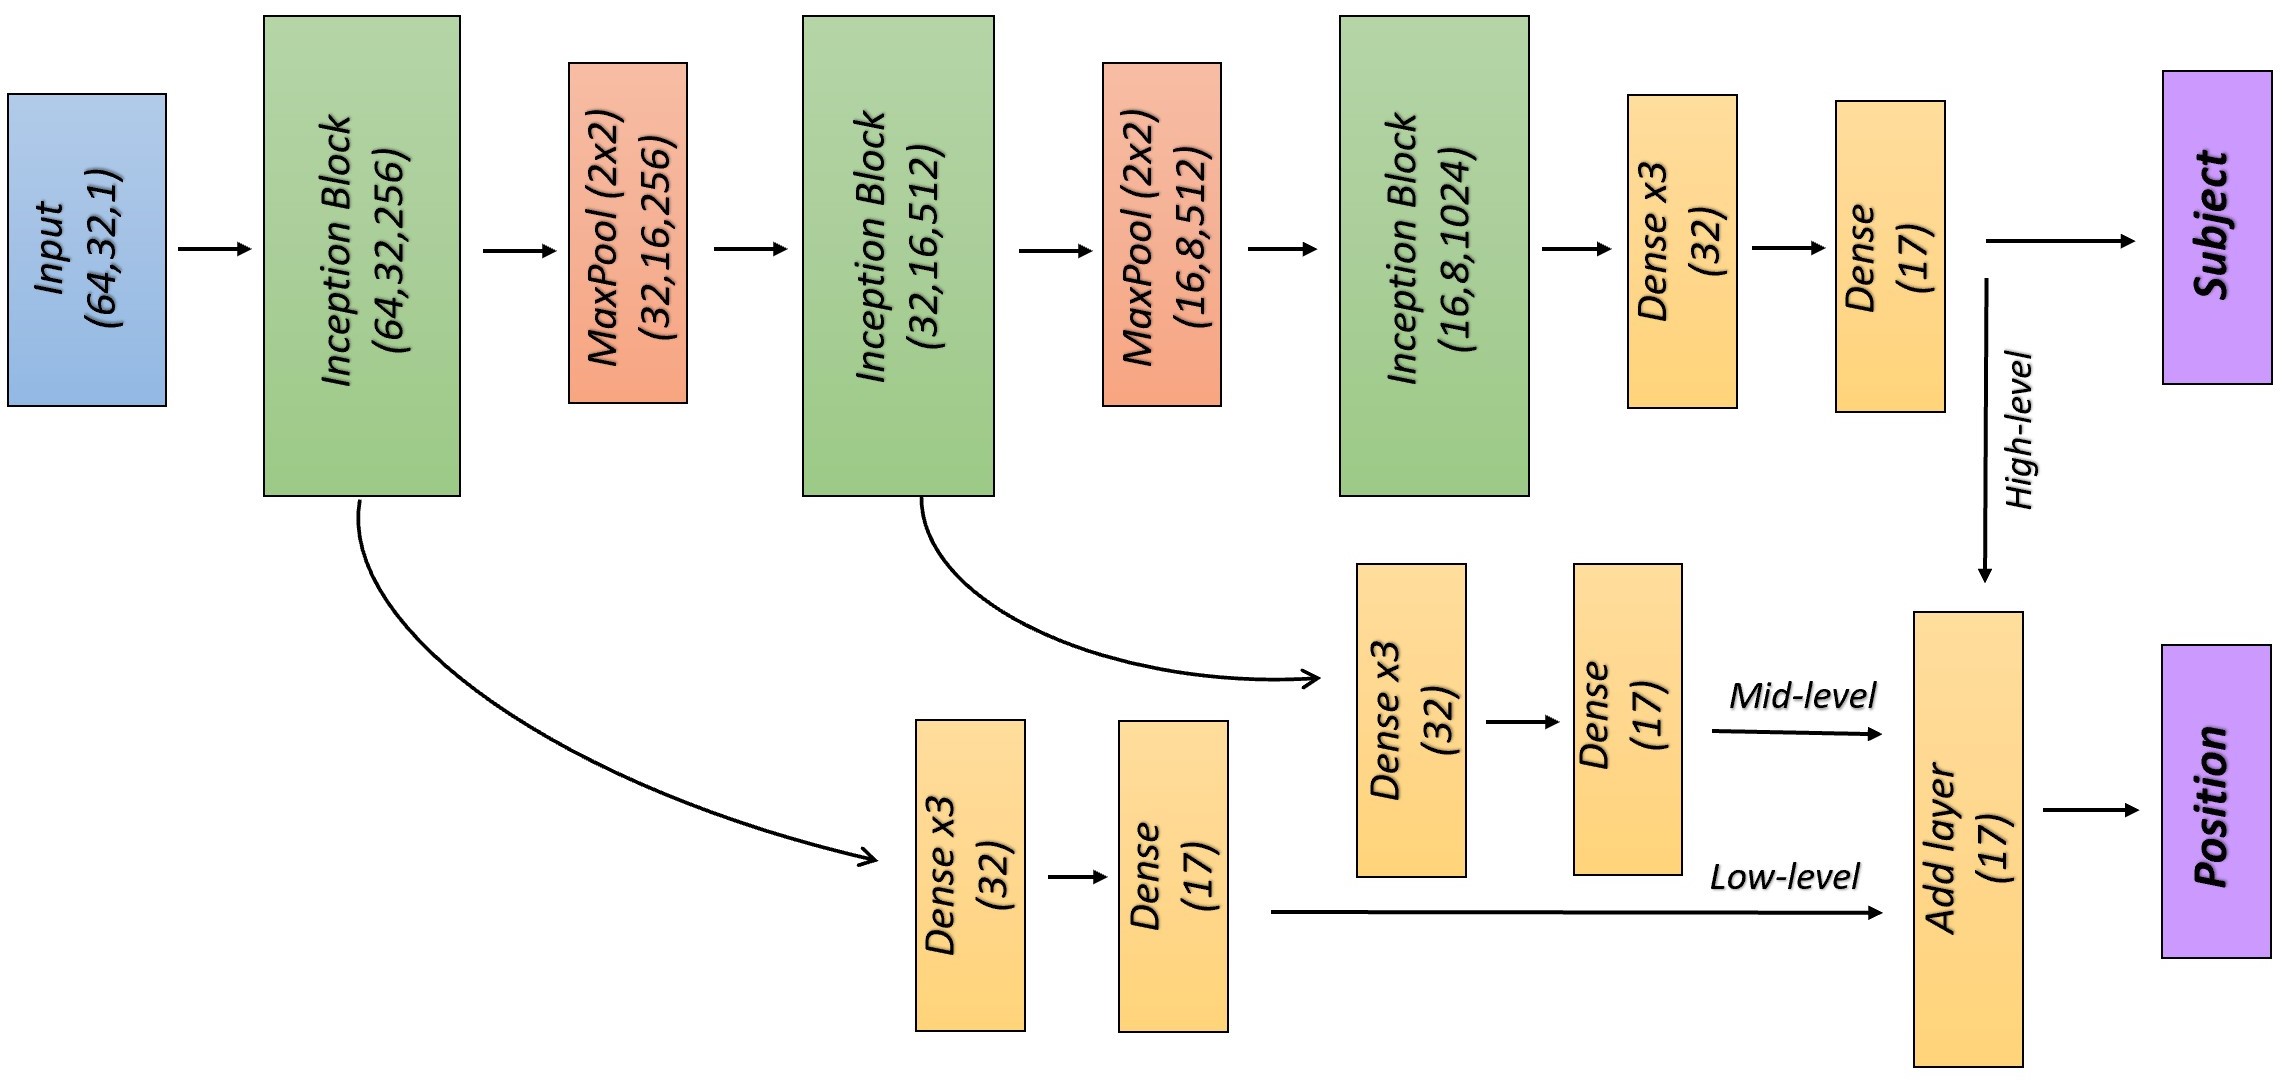 Input
(64,32,1)
Inception Block
(64,32,256)
MaxPool (2x2)
(32,16,256)
Inception Block
(32,16,512)
MaxPool (2x2)
(16,8,512)
Inception Block
(16,8,1024)
Dense x3
(32)
Dense
(17)
Subject
High-level
Dense x3
(32)
Dense
(17)
Mid-level
Dense x3
(32)
Dense
(17)
Low-level
Add layer
(17)
Position